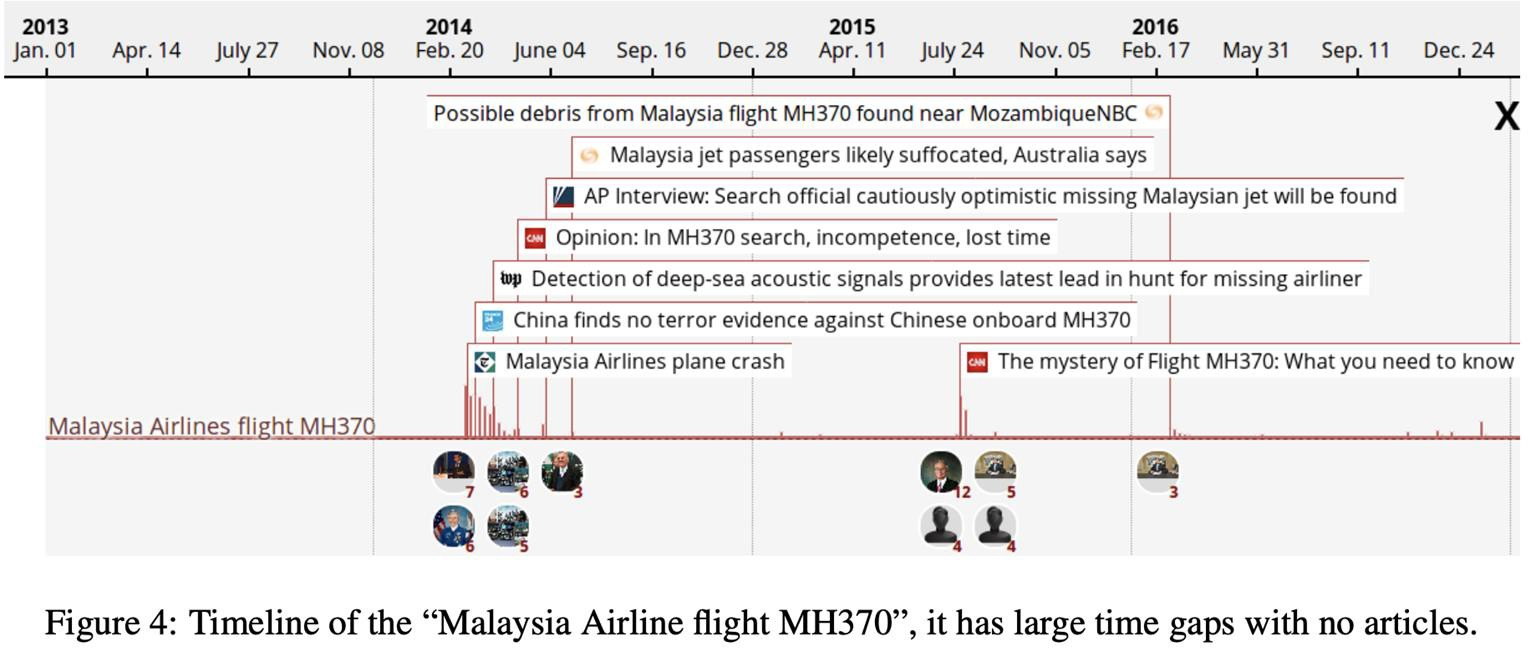 2013 2014 2015 2016
Jan. 01 Apr. 14 July 27 Nov. 08 Feb. 20 June 04 Sep. 16 Dec. 28 Apr. 11 July 24 Nov. 05 Feb. 17 May 31 Sep. 11 Dec. 24
Possible debris from Malaysia flight MH370 found near MozambiqueNBC
X
Malaysia jet passengers likely suffocated, Australia says
AP Interview: Search official cautiously optimistic missing Malaysian jet will be found
CNN Opinion: In MH370 search, incompetence, lost time
wp Detection of deep-sea acoustic signals provides latest lead in hunt for missing airliner
FRANCE 24 China finds no terror evidence against Chinese onboard MH370
Malaysia Airlines plane crash
CNN The mystery of Flight MH370: What you need to know
Malaysia Airlines flight MH370
7 6 3 12 5 3
6 5 4 4
Figure 4: Timeline of the “Malaysia Airline flight MH370”, it has large time gaps with no articles.